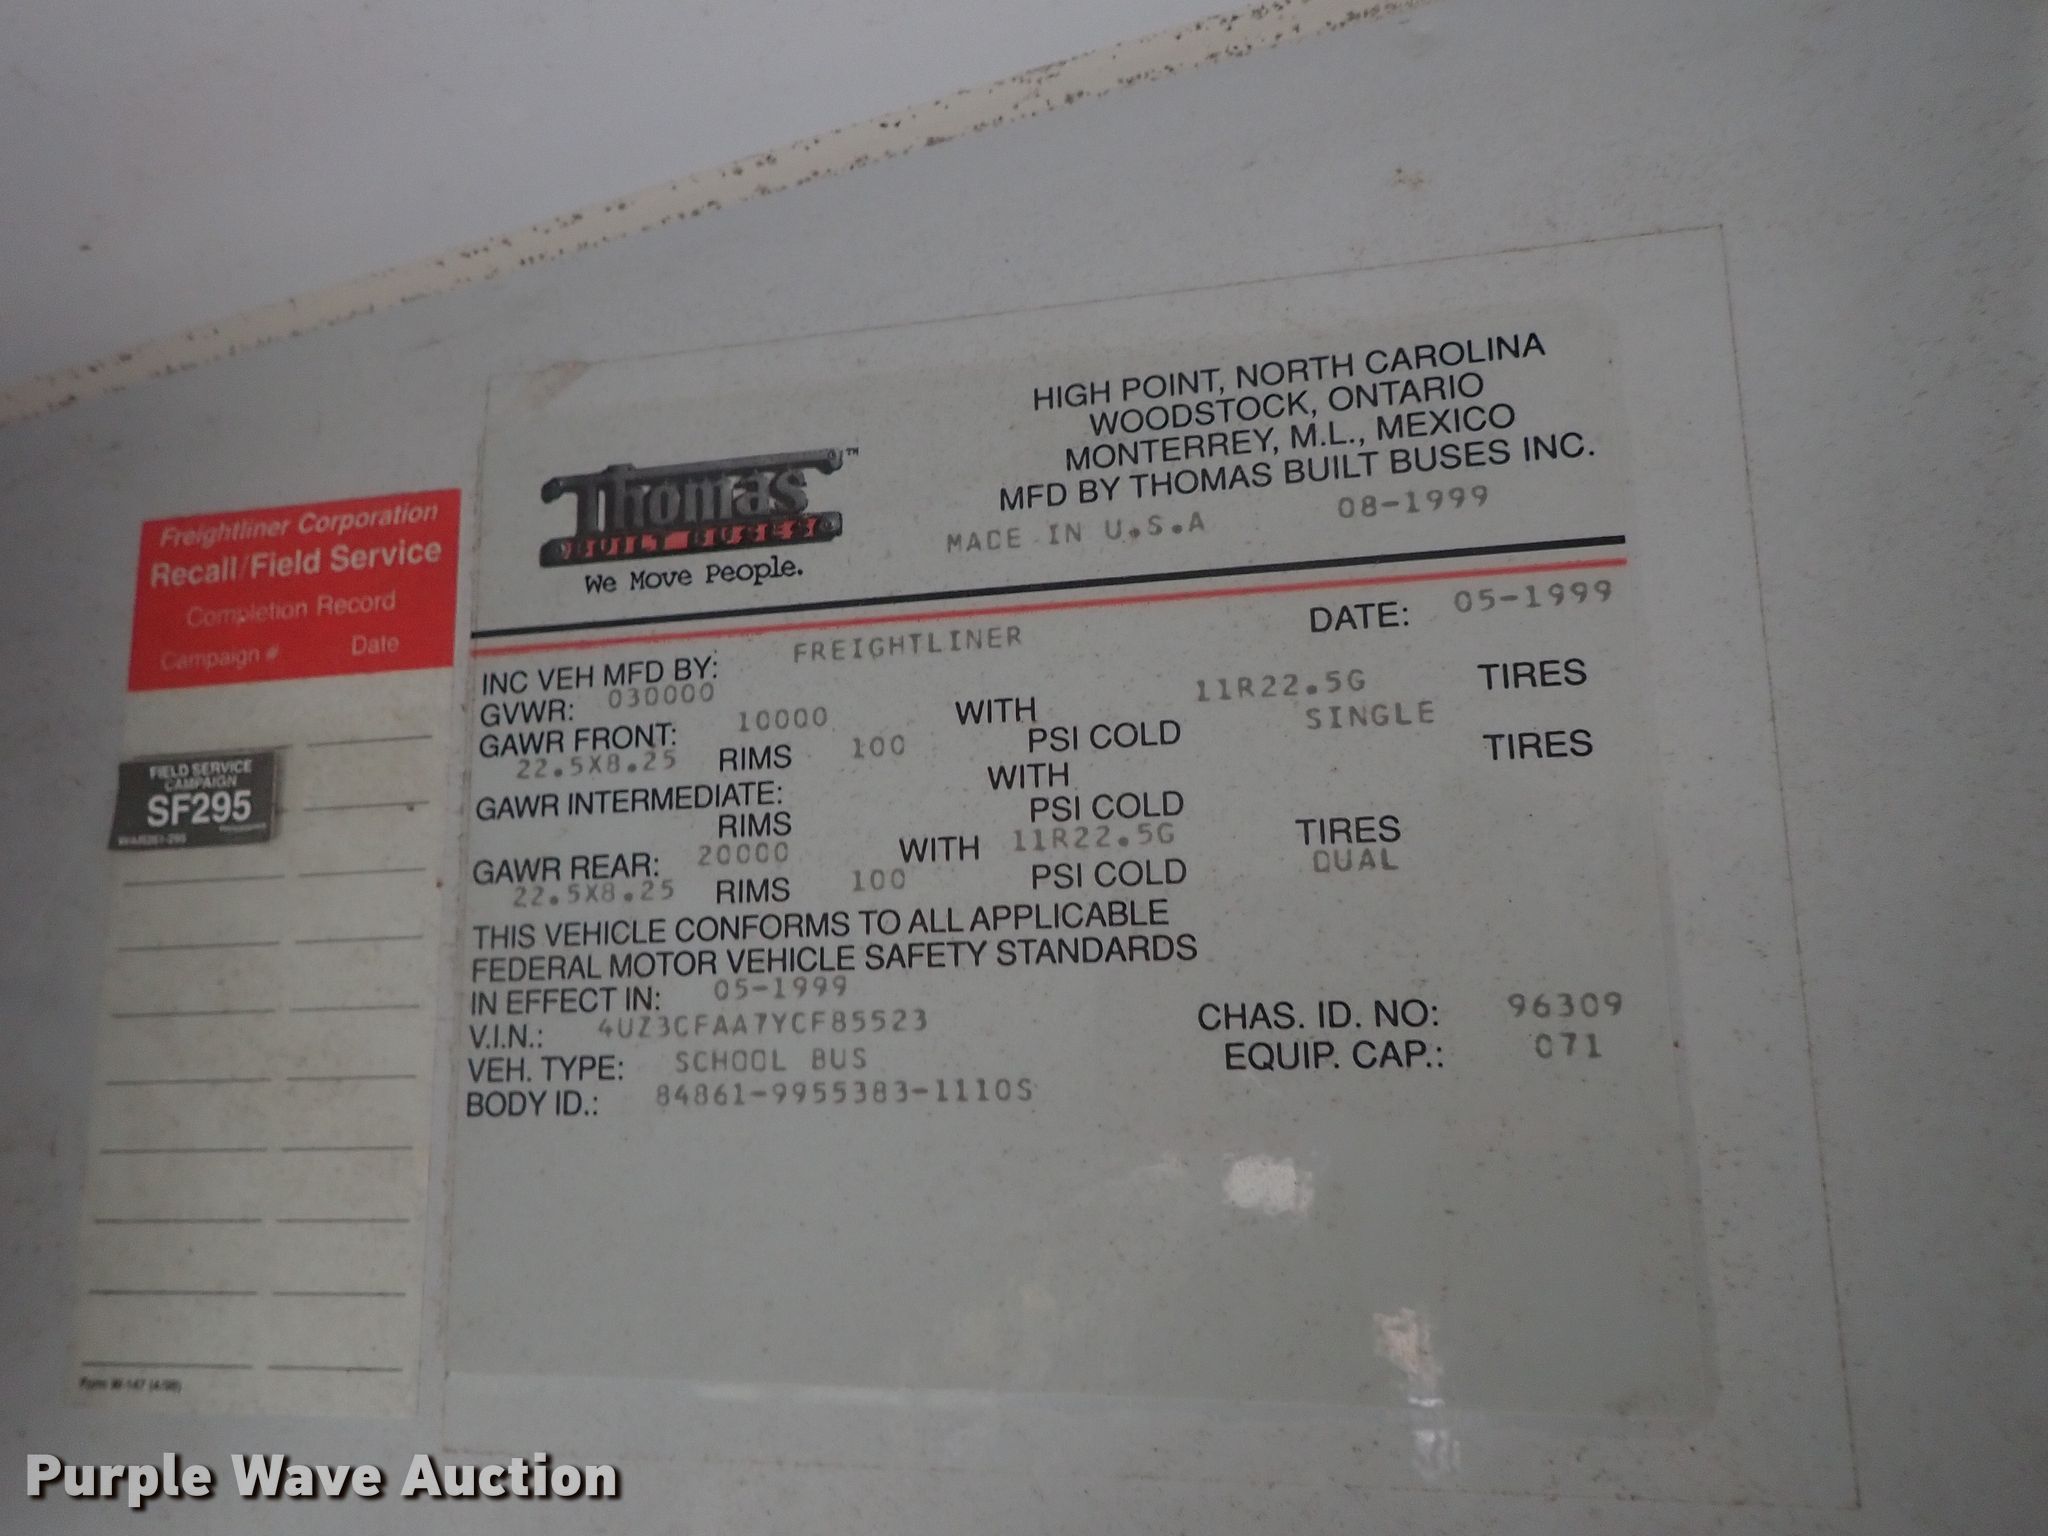 HIGH POINT, NORTH CAROLINA
WOODSTOCK, ONTARIO
MONTERREY, M.L., MEXICO
MFD BY THOMAS BUILT BUSES INC.
MADE IN U.S.A 08-1999
Thomas™
BUILT BUSES
We Move People.
INC VEH MFD BY: FREIGHTLINER DATE: 05-1999
GVWR: 030000
GAWR FRONT: 10000 WITH 11R22.5G TIRES
22.5X8.25 RIMS 100 PSI COLD SINGLE
GAWR INTERMEDIATE: WITH TIRES
RIMS PSI COLD
GAWR REAR: 20000 WITH 11R22.5G TIRES
22.5X8.25 RIMS 100 PSI COLD DUAL
THIS VEHICLE CONFORMS TO ALL APPLICABLE
FEDERAL MOTOR VEHICLE SAFETY STANDARDS
IN EFFECT IN: 05-1999
V.I.N.: 4UZ3CFAA7YCF85523 CHAS. ID. NO: 96309
VEH. TYPE: SCHOOL BUS EQUIP. CAP.: 071
BODY ID.: 84861-9955383-1110S
Freightliner Corporation
Recall/Field Service
Completion Record
Campaign # Date
FIELD SERVICE
CAMPAIGN
SF295
Form W-147 (4/98)
Purple Wave Auction